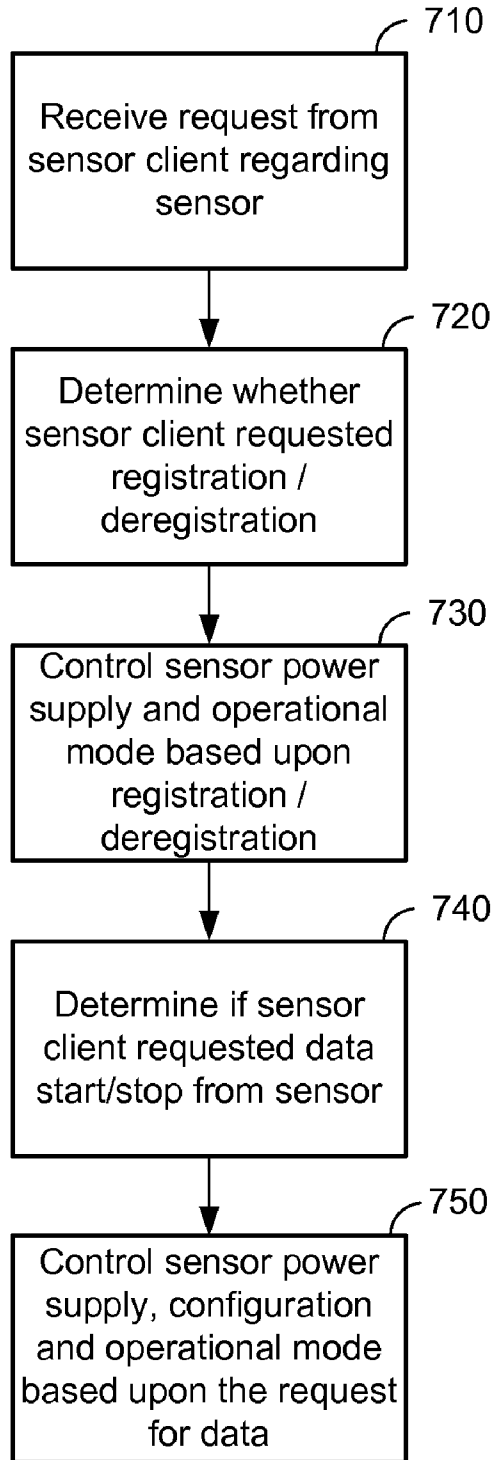 710
Receive request from
sensor client regarding
sensor
720
Determine whether
sensor client requested
registration /
deregistration
730
Control sensor power
supply and operational
mode based upon
registration /
deregistration
740
Determine if sensor
client requested data
start/stop from sensor
750
Control sensor power
supply, configuration
and operational mode
based upon the request
for data